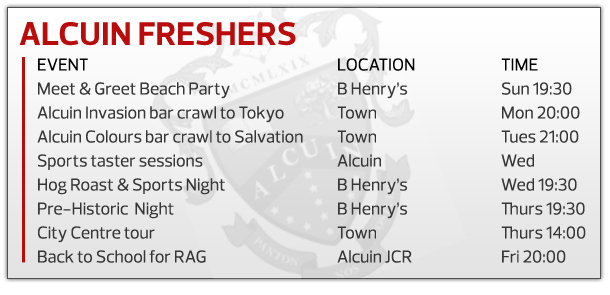 ALCUIN FRESHERS
EVENT LOCATION TIME
Meet & Greet Beach Party B Henry's Sun 19:30
Alcuin Invasion bar crawl to Tokyo Town Mon 20:00
Alcuin Colours bar crawl to Salvation Town Tues 21:00
Sports taster sessions Alcuin Wed
Hog Roast & Sports Night B Henry's Wed 19:30
Pre-Historic Night B Henry's Thurs 19:30
City Centre tour Town Thurs 14:00
Back to School for RAG Alcuin JCR Fri 20:00
MCMLXIX
ALCUIN